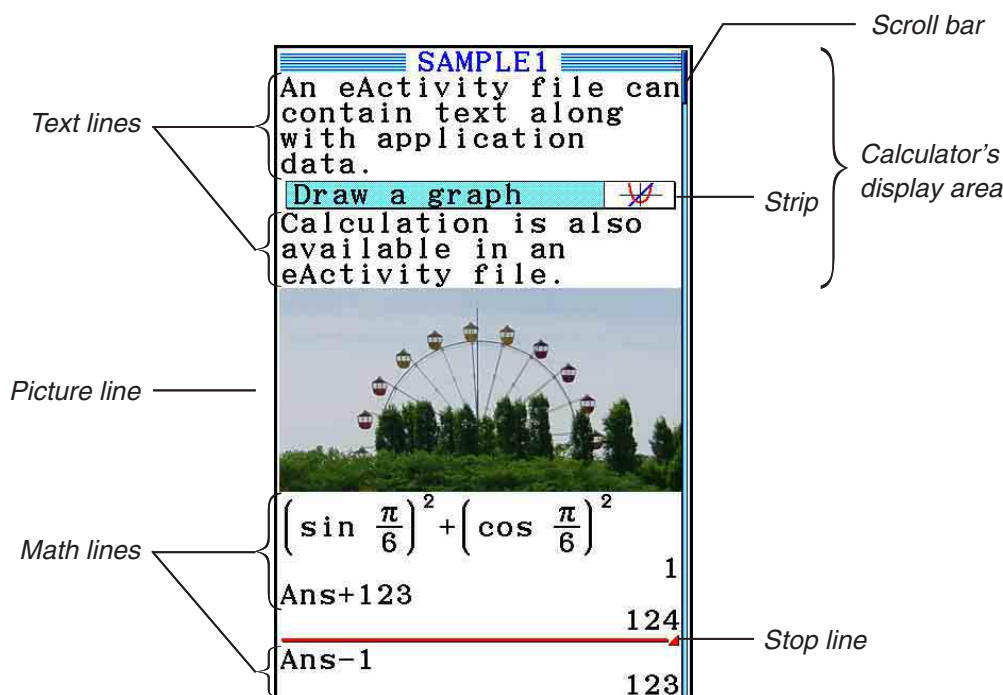 Scroll bar
SAMPLE1
An eActivity file can
contain text along
with application
data.
Text lines
Calculator's
display area
Draw a graph
Strip
Calculation is also
available in an
eActivity file.
Picture line
(sin π/6)²+(cos π/6)²
1
Math lines
Ans+123
124
Stop line
Ans−1
123